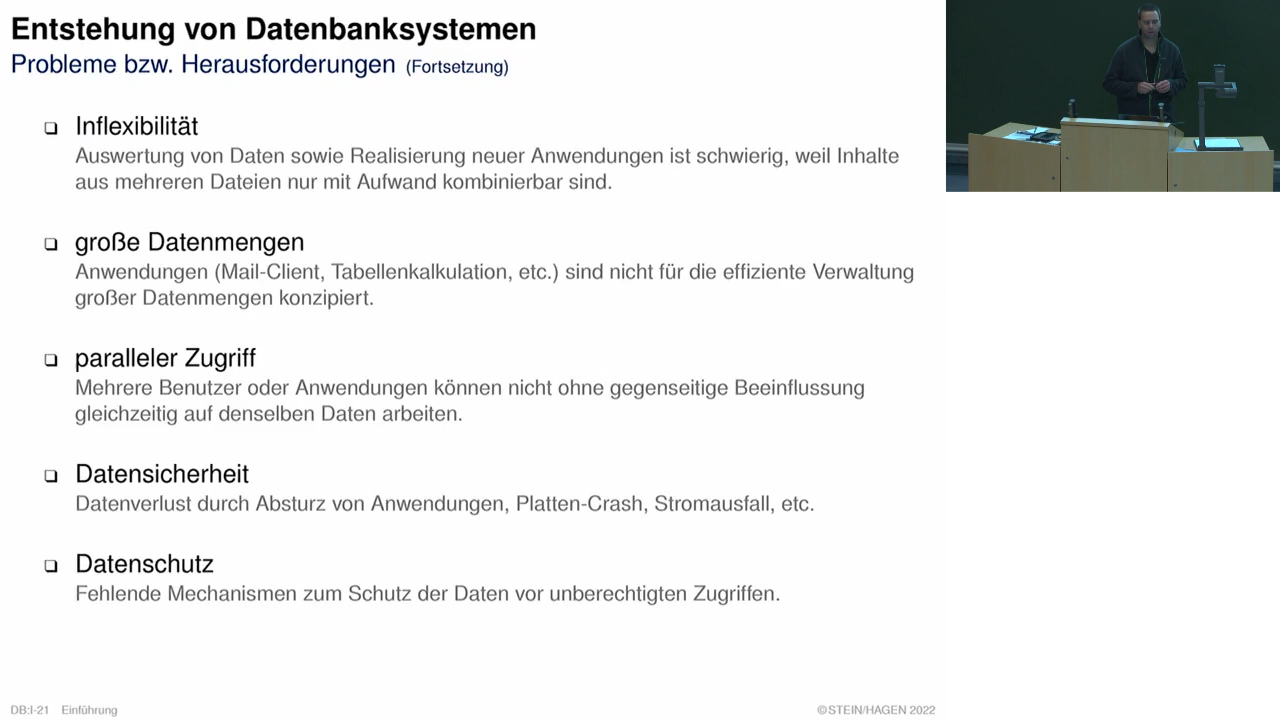 Entstehung von Datenbanksystemen
Probleme bzw. Herausforderungen (Fortsetzung)
Inflexibilität
Auswertung von Daten sowie Realisierung neuer Anwendungen ist schwierig, weil Inhalte
aus mehreren Dateien nur mit Aufwand kombinierbar sind.
große Datenmengen
Anwendungen (Mail-Client, Tabellenkalkulation, etc.) sind nicht für die effiziente Verwaltung
großer Datenmengen konzipiert.
paralleler Zugriff
Mehrere Benutzer oder Anwendungen können nicht ohne gegenseitige Beeinflussung
gleichzeitig auf denselben Daten arbeiten.
Datensicherheit
Datenverlust durch Absturz von Anwendungen, Platten-Crash, Stromausfall, etc.
Datenschutz
Fehlende Mechanismen zum Schutz der Daten vor unberechtigten Zugriffen.
DB:I-21 Einführung
©STEIN/HAGEN 2022